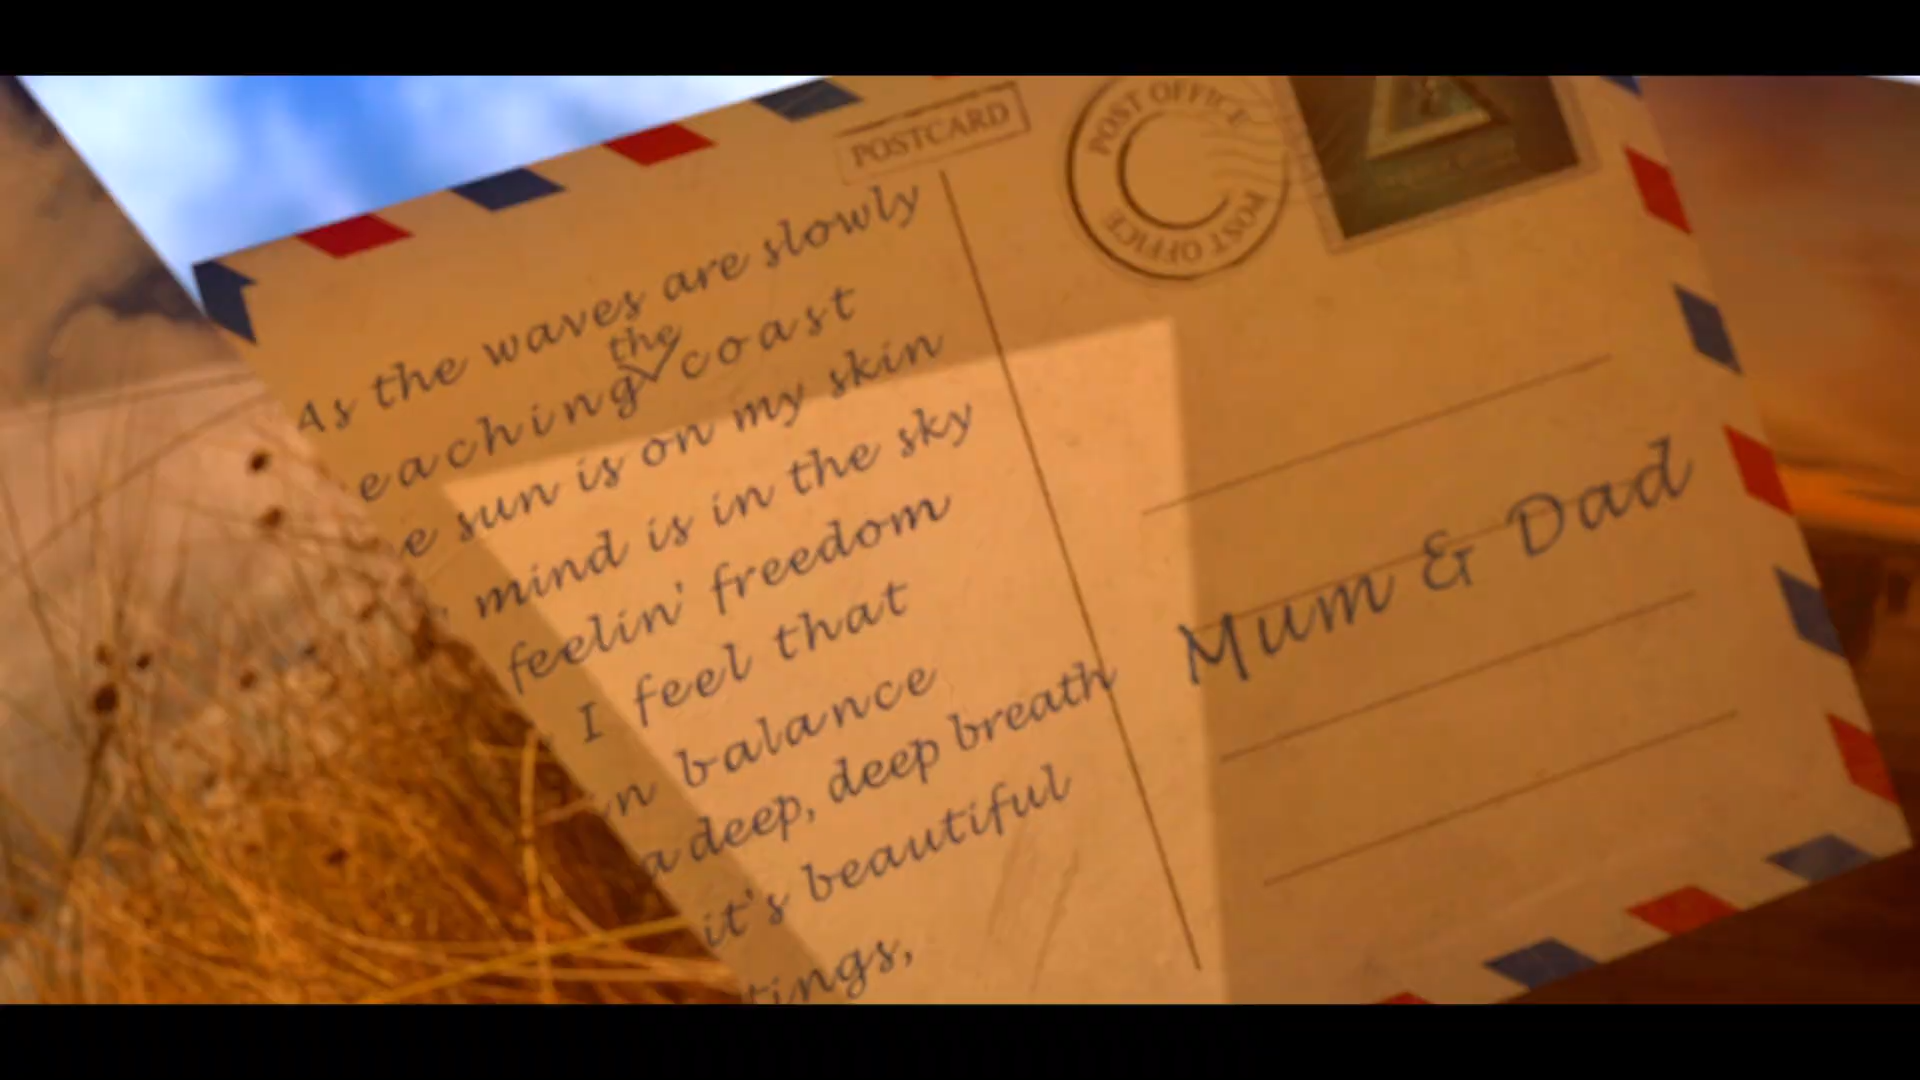 POSTCARD
POST OFFICE
POST OFFICE
As the waves are slowly
the
eaching coast
e sun is on my skin
mind is in the sky
feelin' freedom
I feel that
n balance
a deep, deep breath
it's beautiful
tings,
Mum & Dad